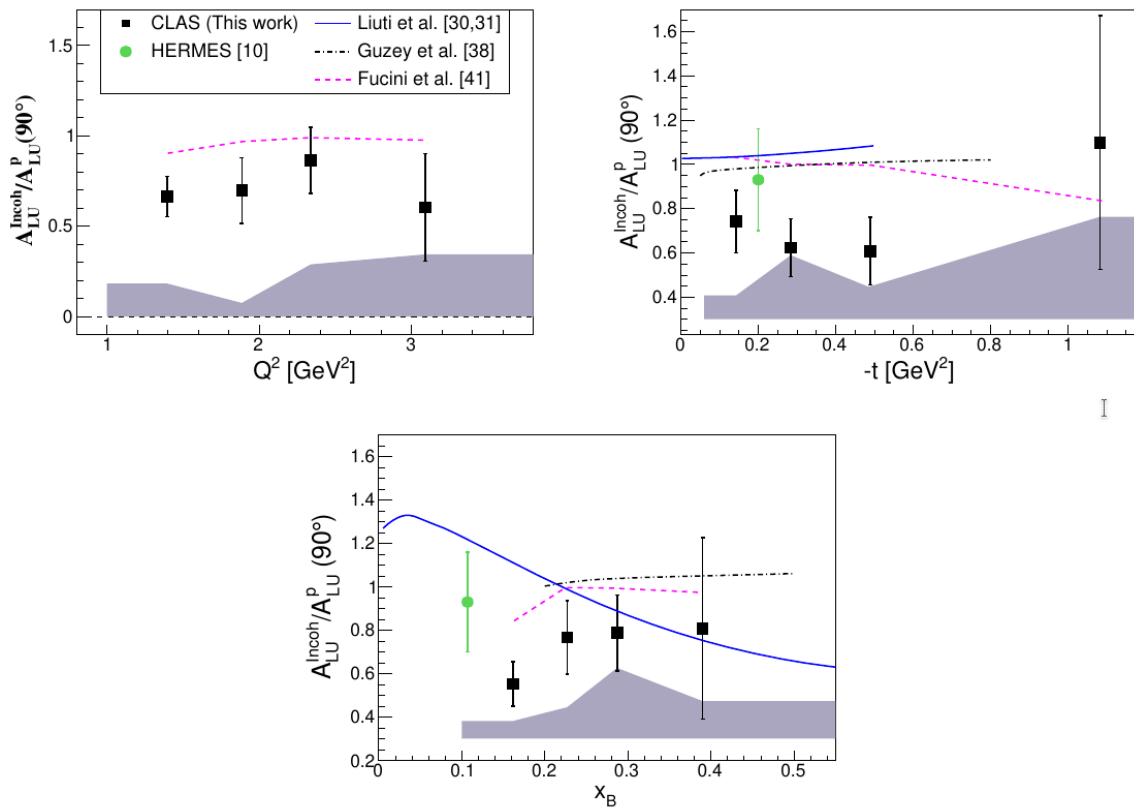 CLAS (This work)
HERMES [10]
Liuti et al. [30,31]
Guzey et al. [38]
Fucini et al. [41]
A_LU^Incoh/A_LU^p(90°)
1.5
1
0.5
0
1 2 3
Q² [GeV²]
A_LU^Incoh/A_LU^p (90°)
1.6
1.4
1.2
1
0.8
0.6
0.4
0 0.2 0.4 0.6 0.8 1
-t [GeV²]
A_LU^Incoh/A_LU^p (90°)
1.6
1.4
1.2
1
0.8
0.6
0.4
0.2
0 0.1 0.2 0.3 0.4 0.5
x_B